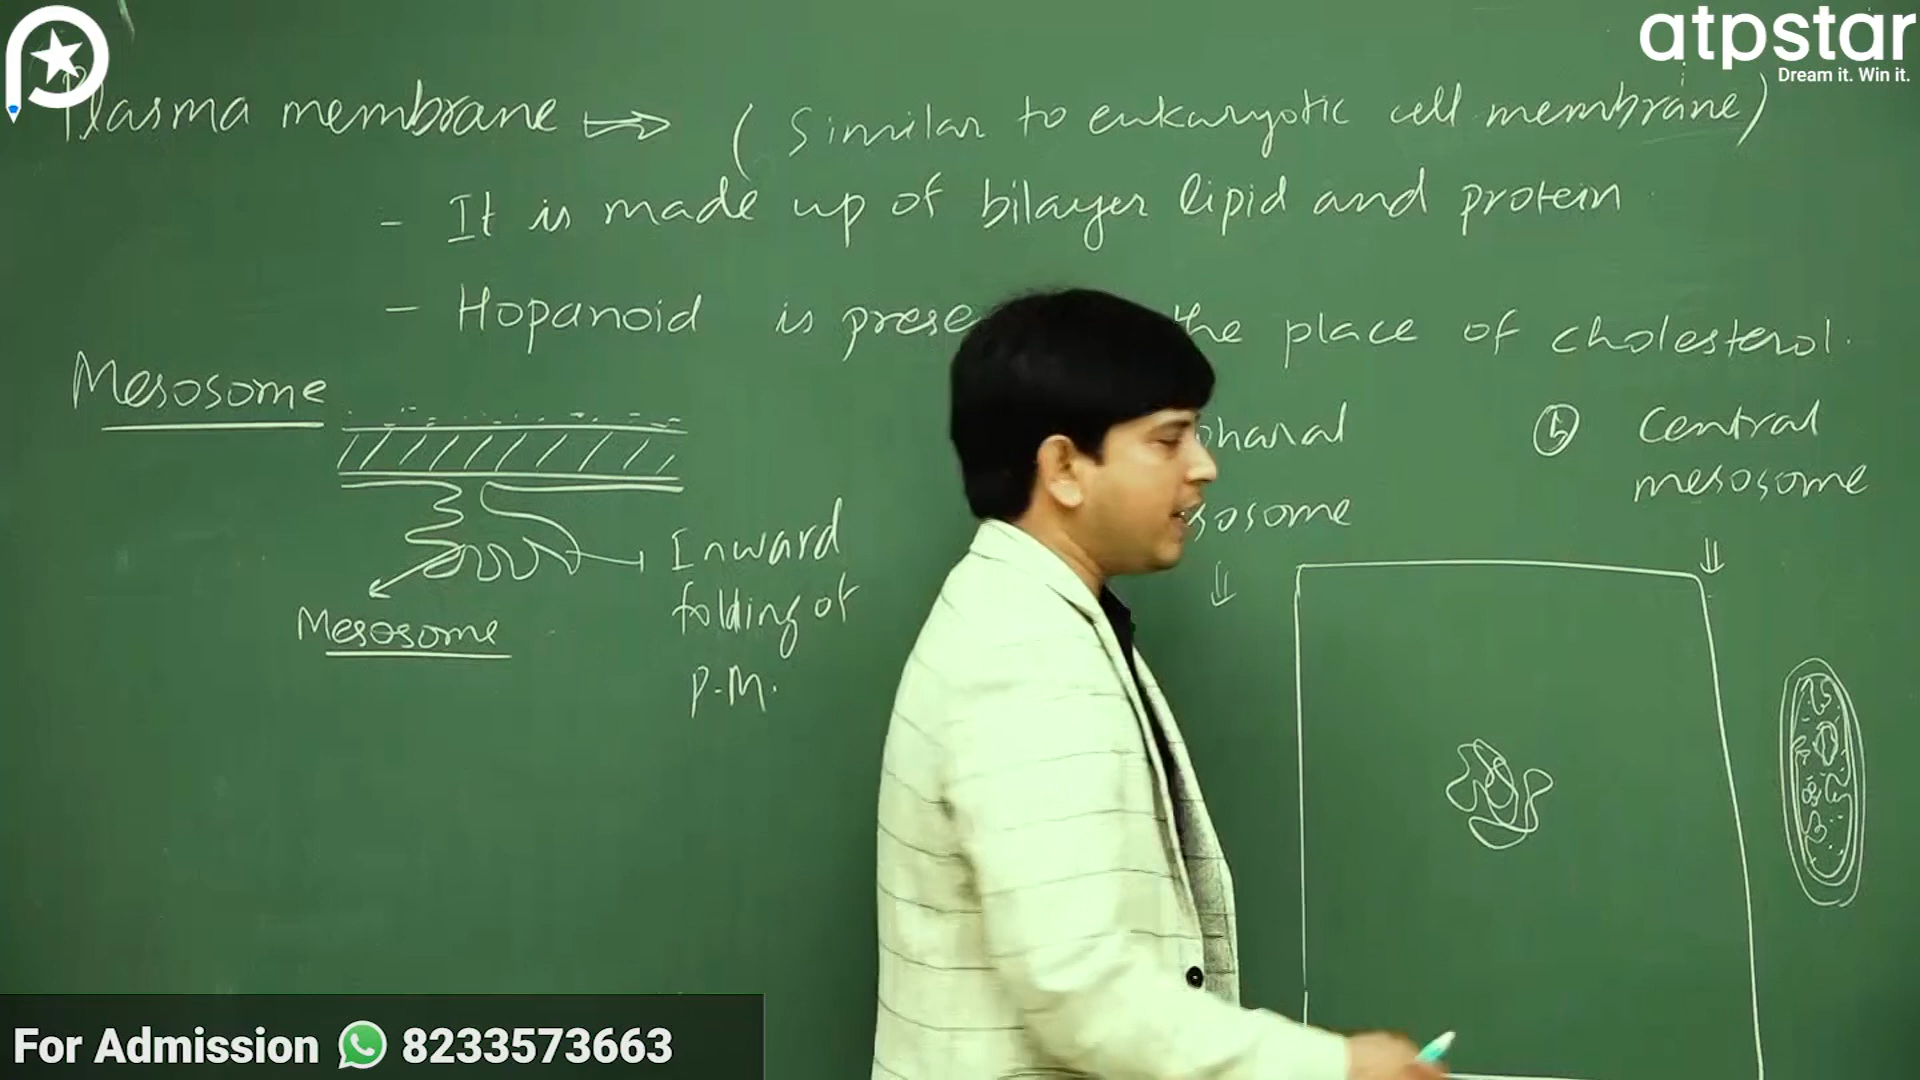 atpstar
Dream it. Win it.
Plasma membrane (Similar to eukaryotic cell membrane)
- It is made up of bilayer lipid and protein
- Hopanoid is prese the place of cholesterol.
Mesosome
pharal
sosome
b Central
mesosome
Inward
folding of
P.M.
Mesosome
For Admission 8233573663